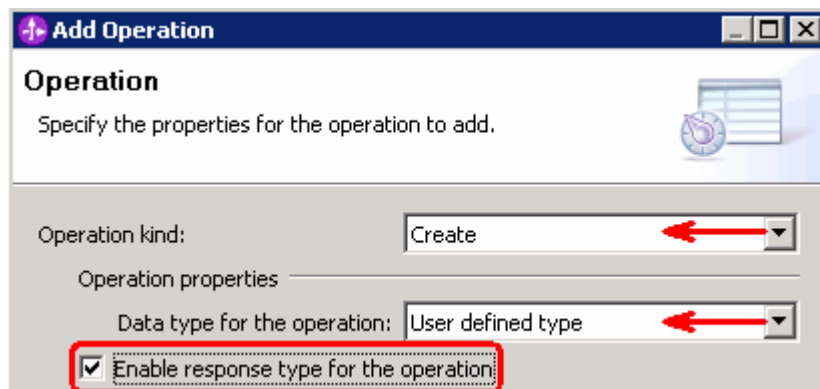 Add Operation
Operation
Specify the properties for the operation to add.
Operation kind: Create
Operation properties
Data type for the operation: User defined type
Enable response type for the operation